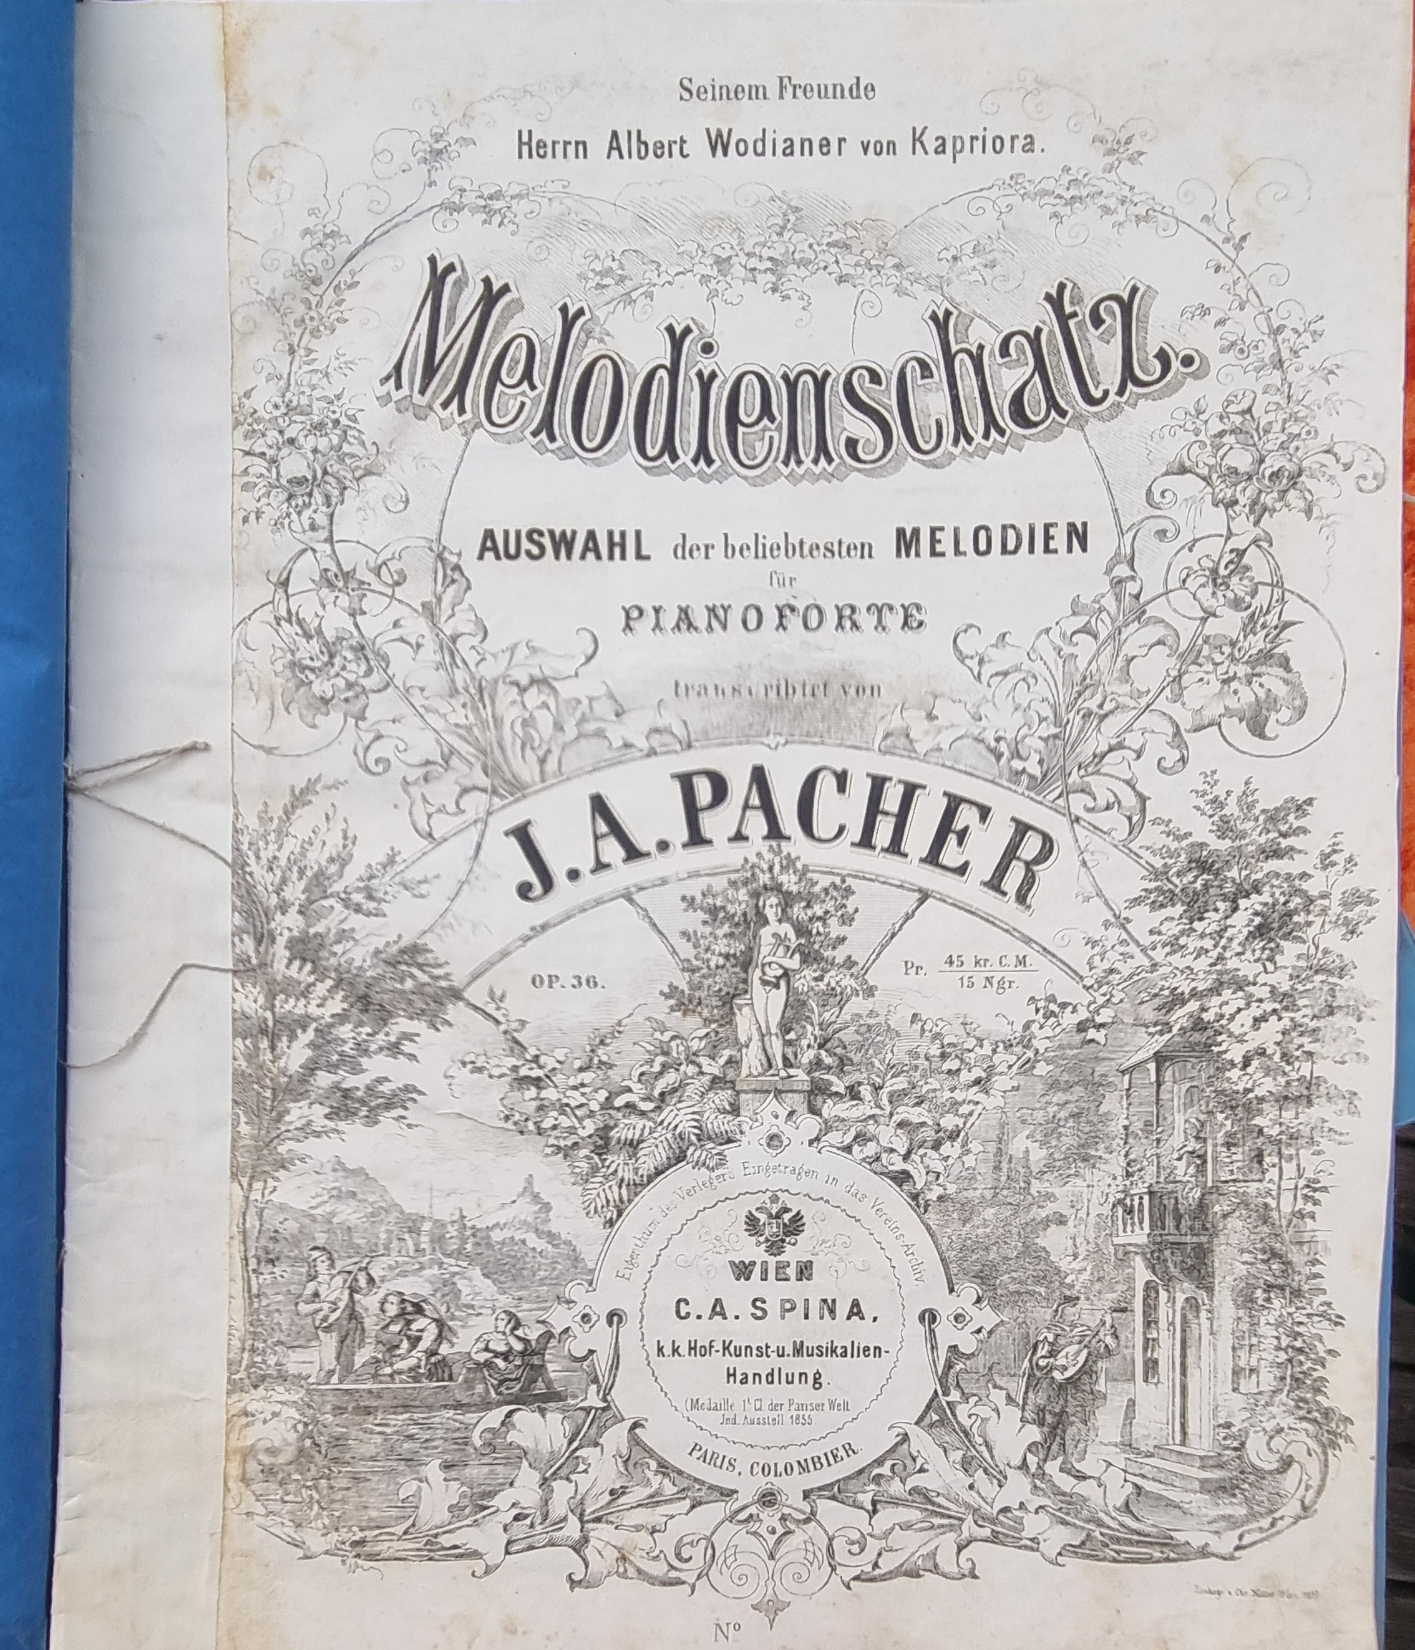 Seinem Freunde
Herrn Albert Wodianer von Kapriora.
Melodienschatz.
AUSWAHL der beliebtesten MELODIEN
für
PIANOFORTE
transcribirt von
J. A. PACHER
OP. 36.
Pr. 45 kr. C. M.
15 Ngr.
Eigenthum des Verlegers Eingetragen in das Vereins-Archiv.
WIEN
C. A. SPINA,
k.k. Hof-Kunst-u. Musikalien-
Handlung.
(Medaille 1t Cl der Pariser Welt
Ind. Ausstell 1855
PARIS, COLOMBIER.
No